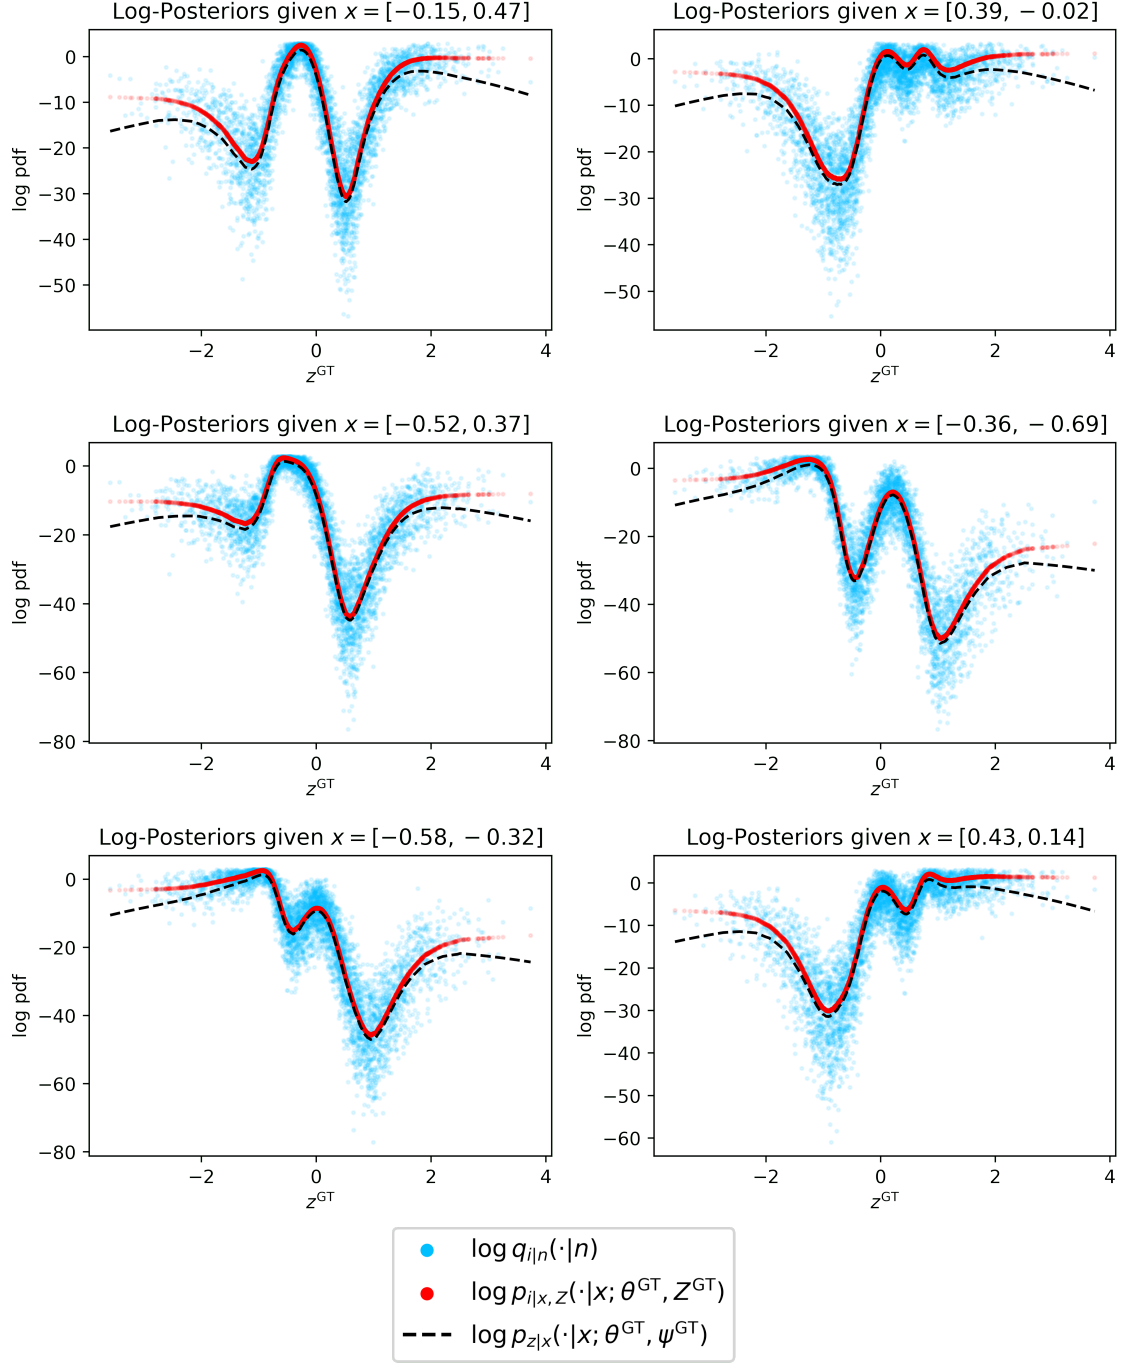 Log-Posteriors given x = [−0.15, 0.47]
0
−10
−20
−30
−40
−50
log pdf
−2 0 2 4
z^GT
Log-Posteriors given x = [0.39, −0.02]
0
−10
−20
−30
−40
−50
log pdf
−2 0 2 4
z^GT
Log-Posteriors given x = [−0.52, 0.37]
0
−20
−40
−60
−80
log pdf
−2 0 2 4
z^GT
Log-Posteriors given x = [−0.36, −0.69]
0
−20
−40
−60
−80
log pdf
−2 0 2 4
z^GT
Log-Posteriors given x = [−0.58, −0.32]
0
−20
−40
−60
−80
log pdf
−2 0 2 4
z^GT
Log-Posteriors given x = [0.43, 0.14]
0
−10
−20
−30
−40
−50
−60
log pdf
−2 0 2 4
z^GT
log q_{i|n}(·|n)
log p_{i|x,Z}(·|x; θ^GT, Z^GT)
log p_{z|x}(·|x; θ^GT, ψ^GT)